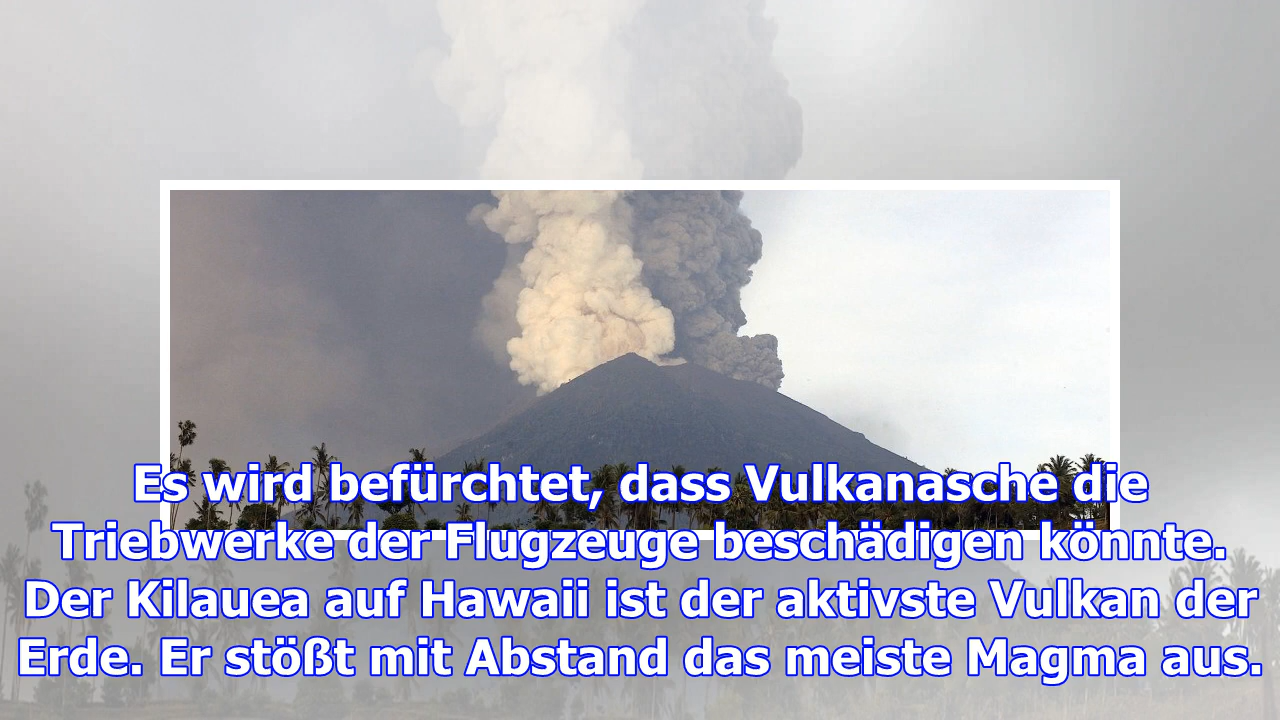 Es wird befürchtet, dass Vulkanasche die
Triebwerke der Flugzeuge beschädigen könnte.
Der Kilauea auf Hawaii ist der aktivste Vulkan der
Erde. Er stößt mit Abstand das meiste Magma aus.